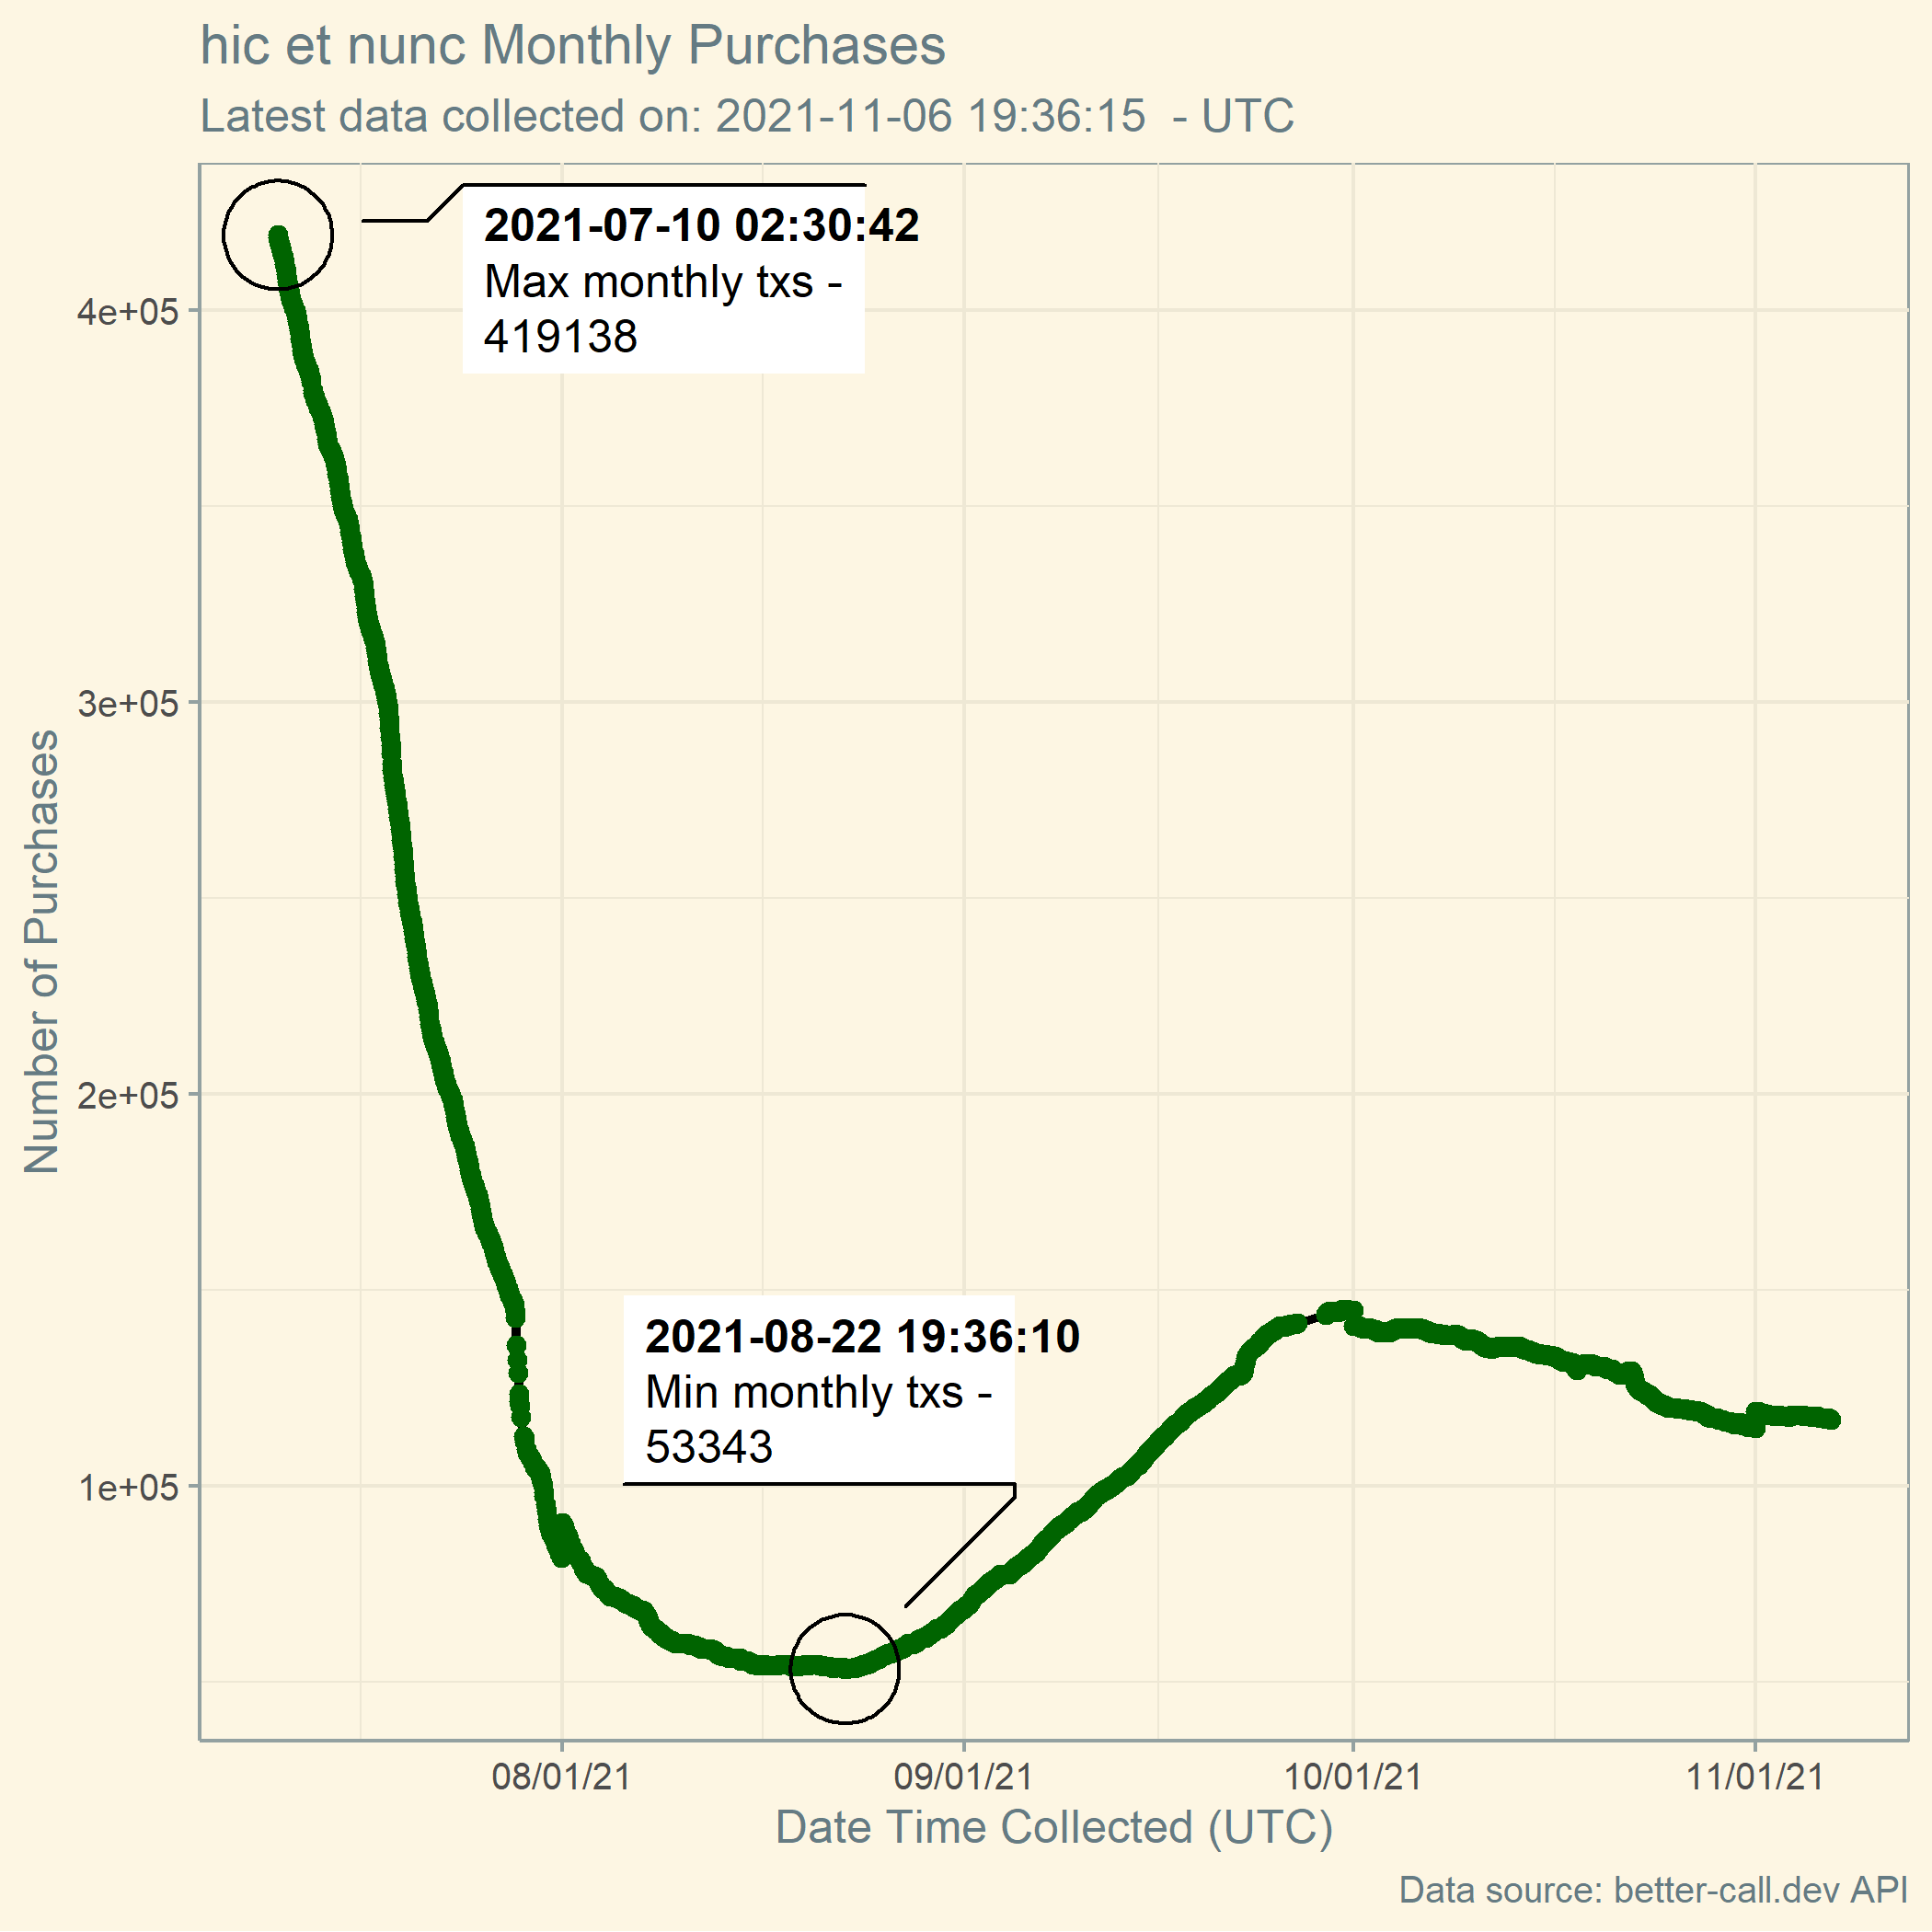 hic et nunc Monthly Purchases
Latest data collected on: 2021-11-06 19:36:15  - UTC
2021-07-10 02:30:42
Max monthly txs -
419138
4e+05
3e+05
2e+05
1e+05
Number of Purchases
2021-08-22 19:36:10
Min monthly txs -
53343
08/01/21
09/01/21
10/01/21
11/01/21
Date Time Collected (UTC)
Data source: better-call.dev API